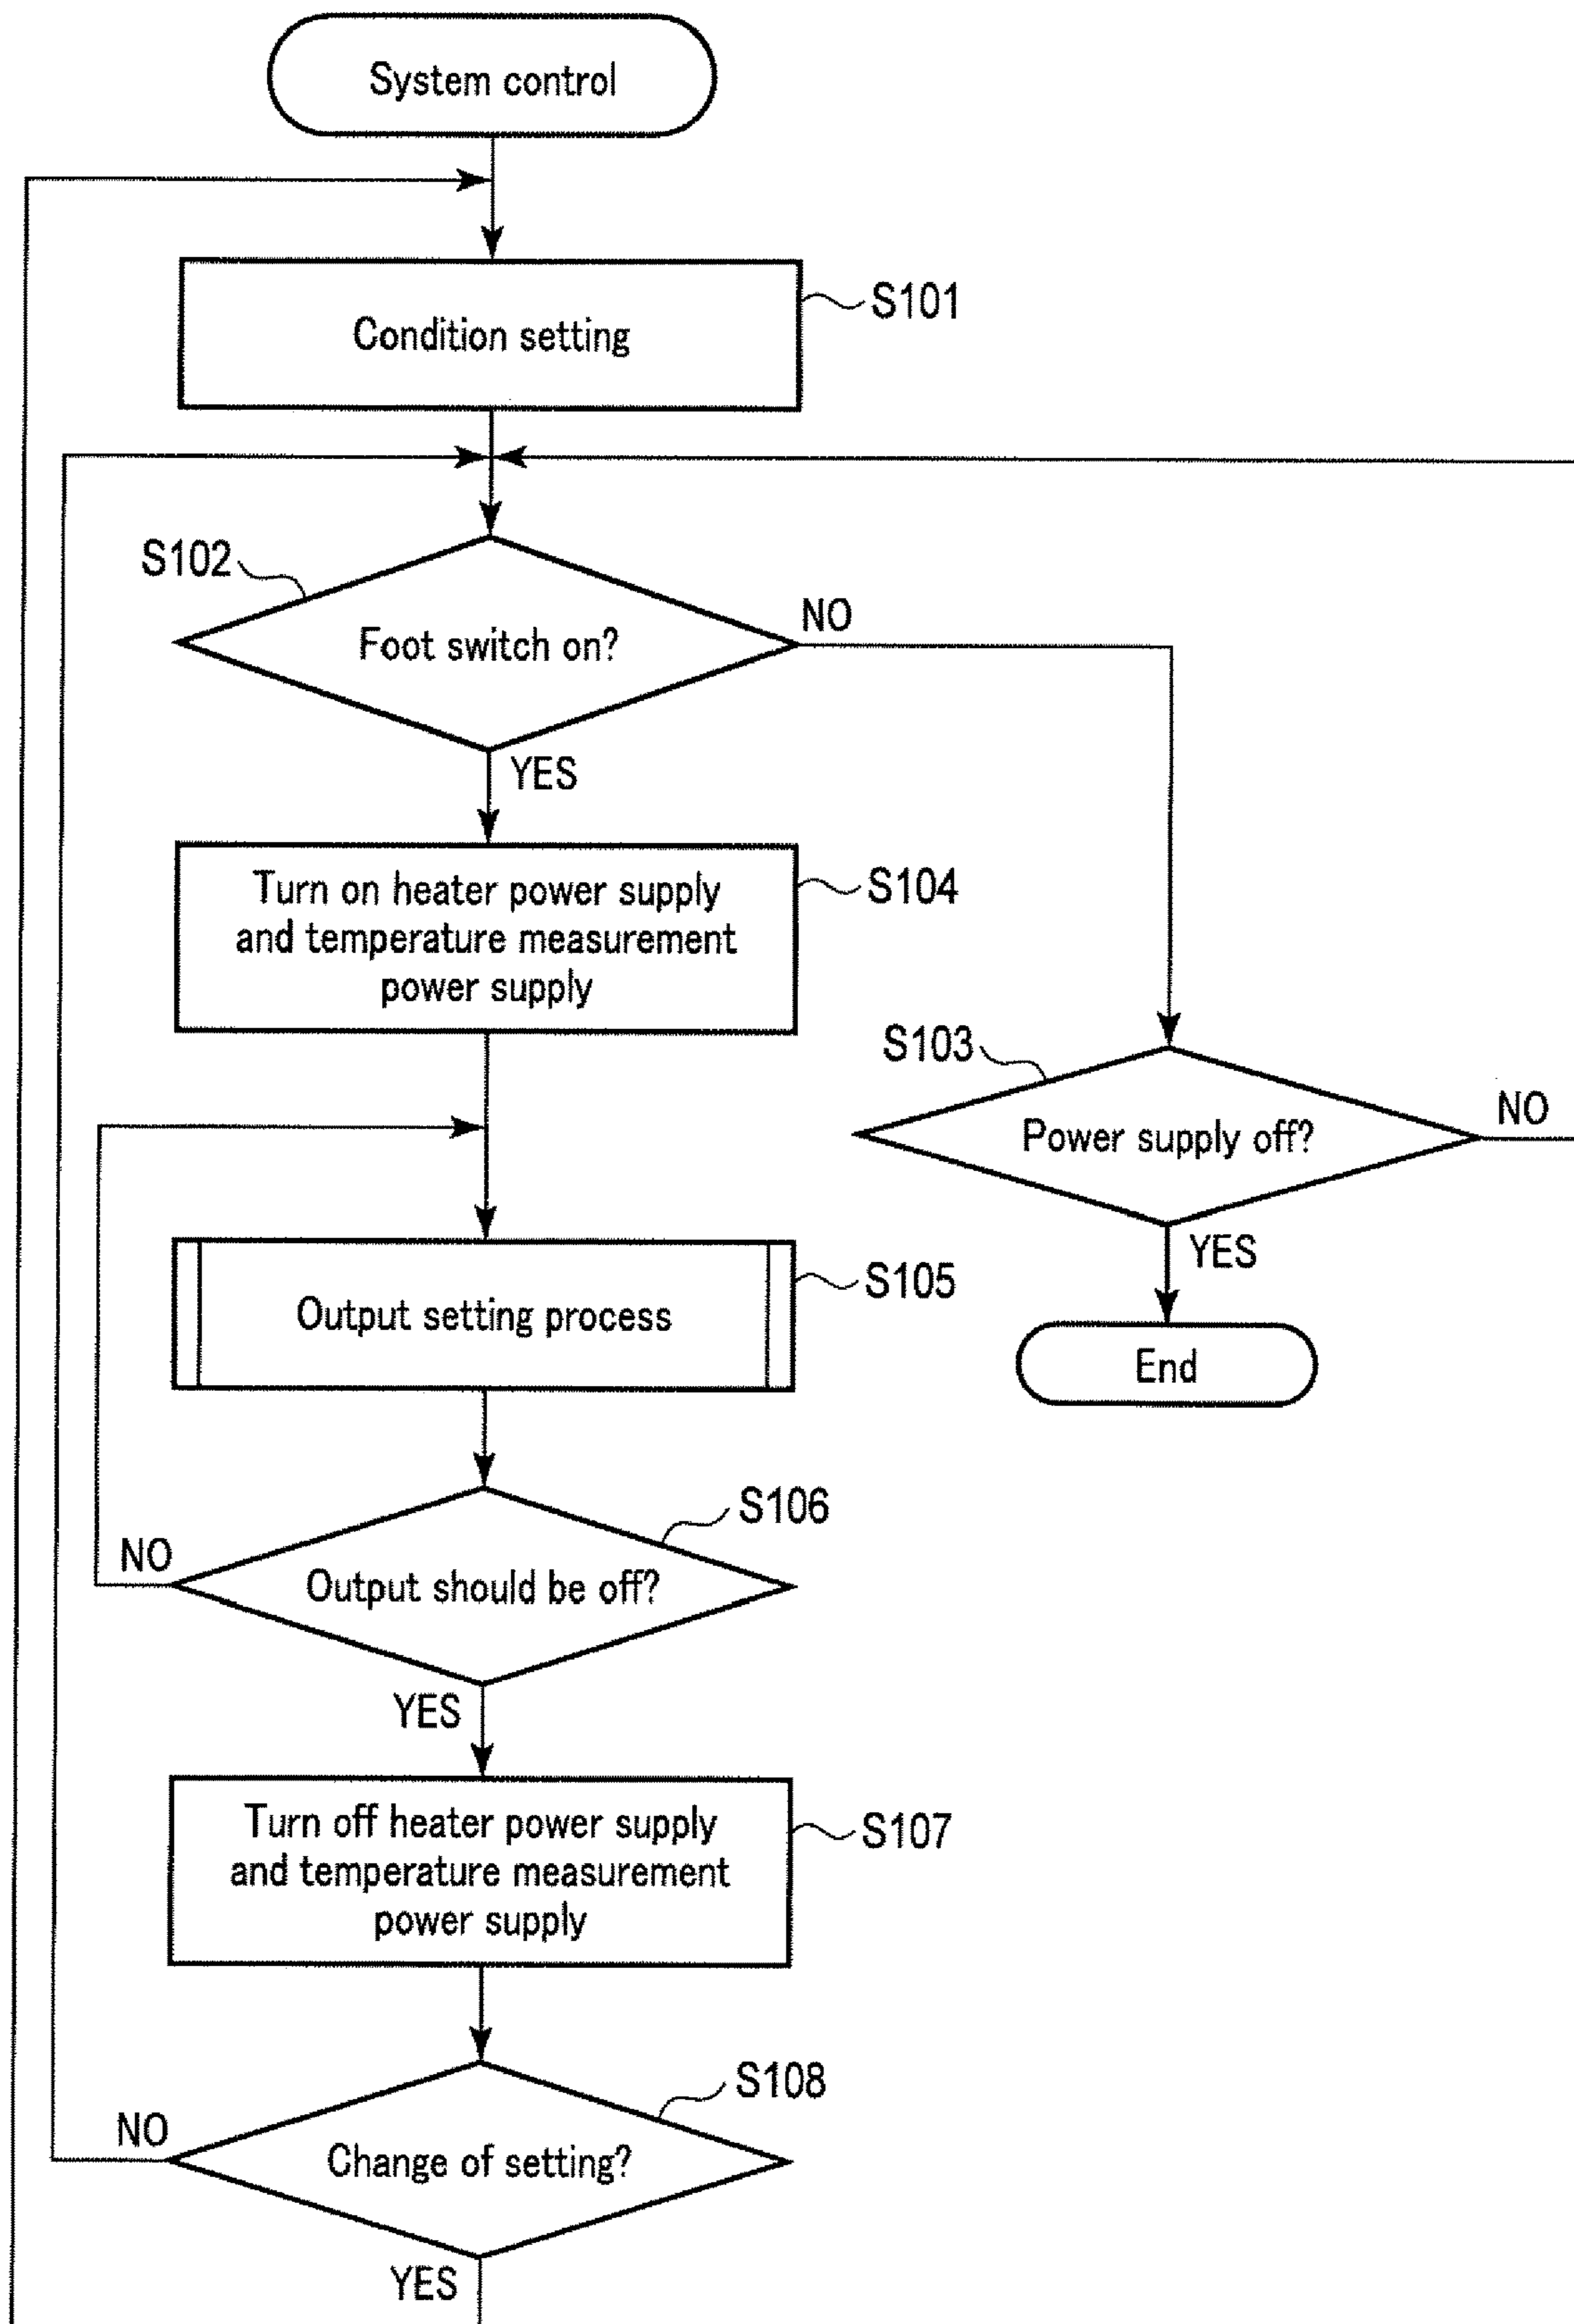 System control
Condition setting
S101
S102
Foot switch on?
NO
YES
Turn on heater power supply
and temperature measurement
power supply
S104
S103
Power supply off?
NO
YES
End
Output setting process
S105
S106
Output should be off?
NO
YES
Turn off heater power supply
and temperature measurement
power supply
S107
S108
Change of setting?
NO
YES